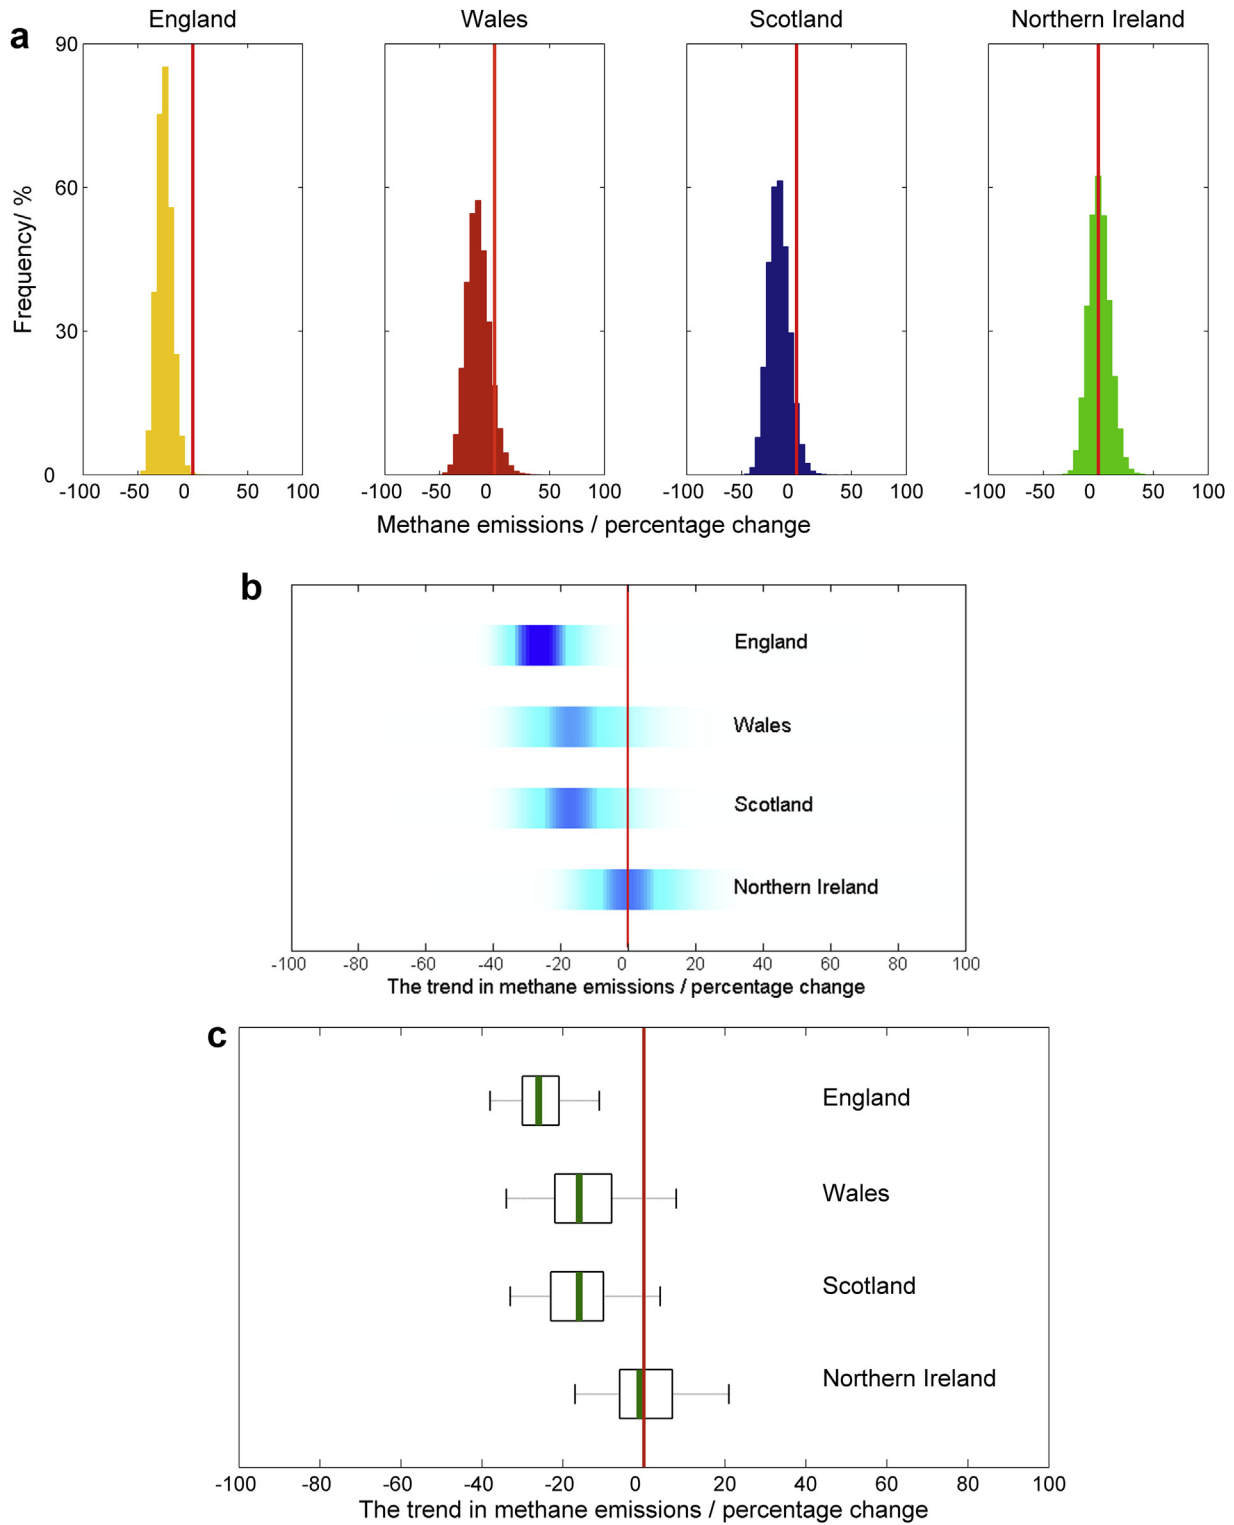 a
England Wales Scotland Northern Ireland
90
60
30
0
Frequency/ %
-100 -50 0 50 100 -100 -50 0 50 100 -100 -50 0 50 100 -100 -50 0 50 100
Methane emissions / percentage change
b
England
Wales
Scotland
Northern Ireland
-100 -80 -60 -40 -20 0 20 40 60 80 100
The trend in methane emissions / percentage change
c
England
Wales
Scotland
Northern Ireland
-100 -80 -60 -40 -20 0 20 40 60 80 100
The trend in methane emissions / percentage change